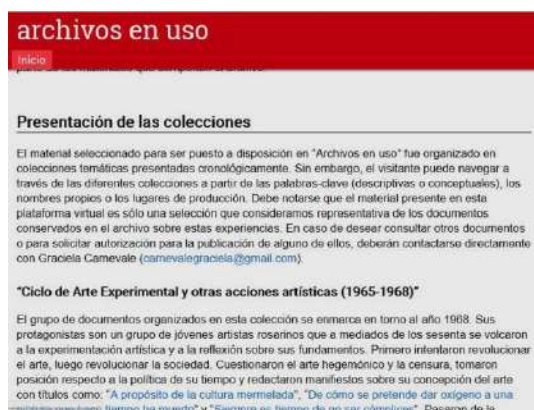 archivos en uso
Inicio
Presentación de las colecciones
El material seleccionado para ser puesto a disposición en "Archivos en uso" fue organizado en
colecciones temáticas presentadas cronológicamente. Sin embargo, el visitante puede navegar a
través de las diferentes colecciones a partir de las palabras-clave (descriptivas o conceptuales), los
nombres propios o los lugares de producción. Debe notarse que el material presente en esta
plataforma virtual es sólo una selección que consideramos representativa de los documentos
conservados en el archivo sobre estas experiencias. En caso de desear consultar otros documentos
o para solicitar autorización para la publicación de alguno de ellos, deberán contactarse directamente
con Graciela Carnevale (carnevalegraciela@gmail.com).
"Ciclo de Arte Experimental y otras acciones artísticas (1965-1968)"
El grupo de documentos organizados en esta colección se enmarca en torno al año 1968. Sus
protagonistas son un grupo de jóvenes artistas rosarinos que a mediados de los sesenta se volcaron
a la experimentación artística y a la reflexión sobre sus fundamentos. Primero intentaron revolucionar
el arte, luego revolucionar la sociedad. Cuestionaron el arte hegemónico y la censura, tomaron
posición respecto a la política de su tiempo y redactaron manifiestos sobre su concepción del arte
con títulos como: "A propósito de la cultura mermelada", "De cómo se pretende dar oxígeno a una
tiempo ha muerto" y "Siempre es tiempo de no ser cómplices". Pasaron de la